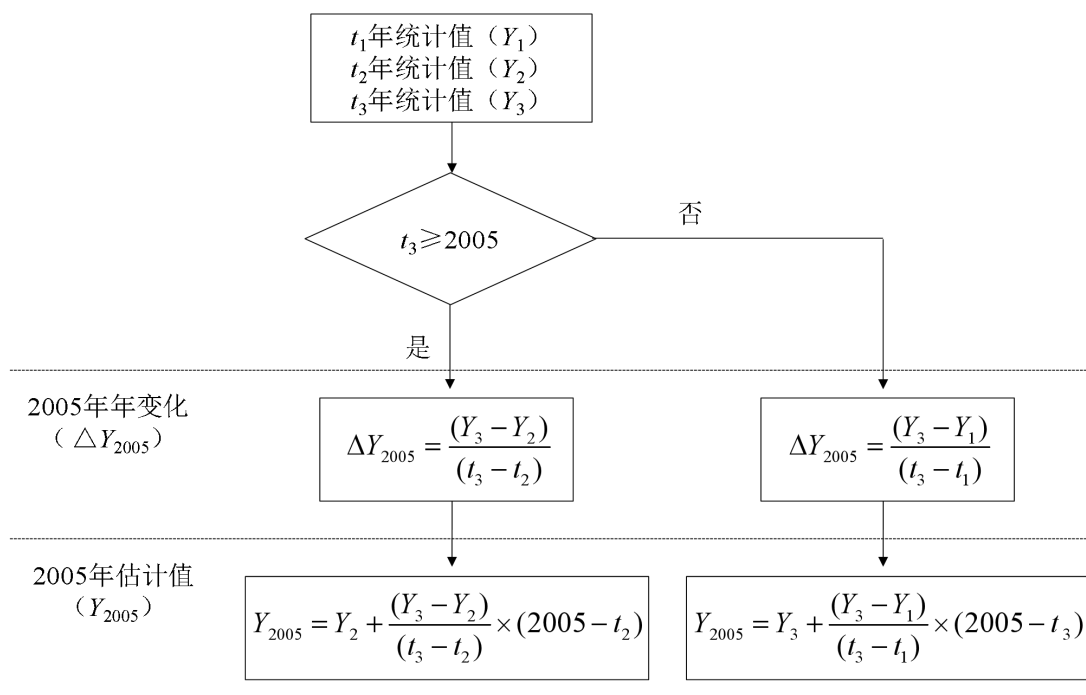 t₁年统计值（Y₁）
t₂年统计值（Y₂）
t₃年统计值（Y₃）
t₃≥2005
否
是
2005年年变化
（△Y₂₀₀₅）
ΔY₂₀₀₅ = (Y₃ − Y₂) / (t₃ − t₂)
ΔY₂₀₀₅ = (Y₃ − Y₁) / (t₃ − t₁)
2005年估计值
（Y₂₀₀₅）
Y₂₀₀₅ = Y₂ + (Y₃ − Y₂) / (t₃ − t₂) × (2005 − t₂)
Y₂₀₀₅ = Y₃ + (Y₃ − Y₁) / (t₃ − t₁) × (2005 − t₃)